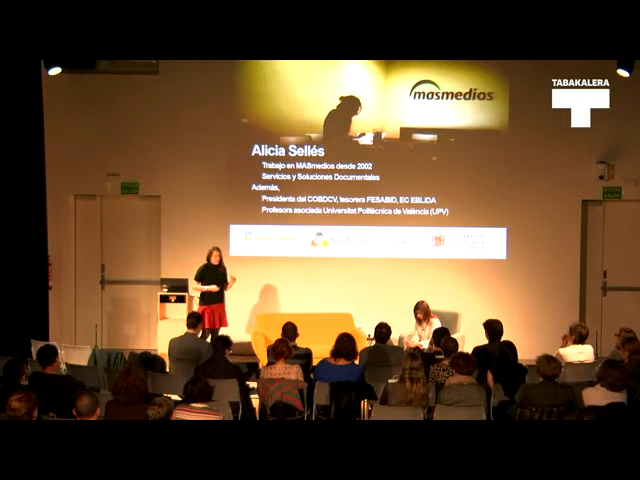 TABAKALERA
masmedios
Alicia Sellés
Trabajo en MASmedios desde 2002
Servicios y Soluciones Documentales
Además,
Presidenta del COBDCV, tesorera FESABID, EC EBLIDA
Profesora asociada Universitat Politècnica de València (UPV)